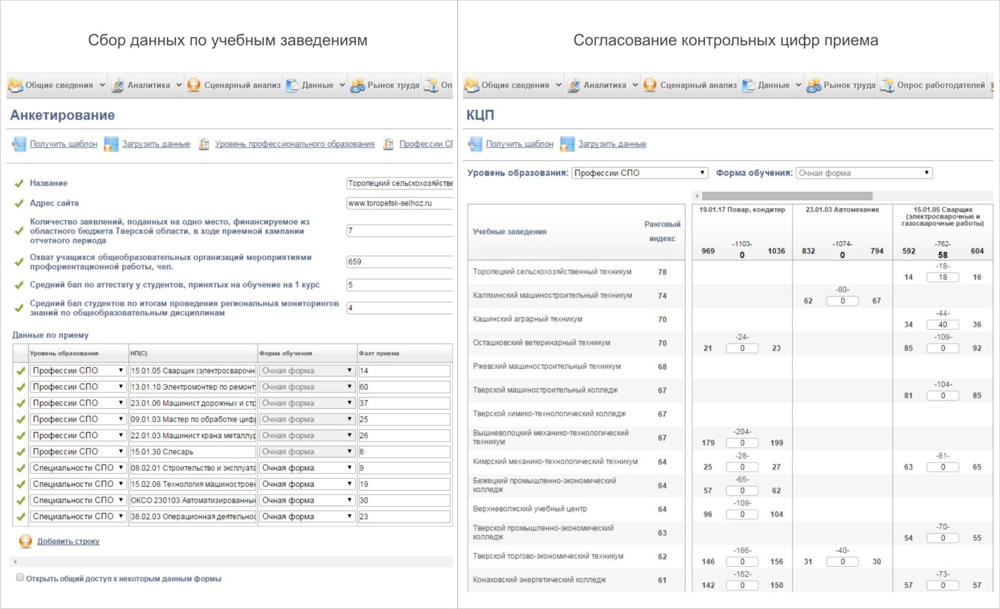 Сбор данных по учебным заведениям
Общие сведения
Аналитика
Сценарный анализ
Данные
Рынок труда
Оп
Анкетирование
Получить шаблон
Загрузить данные
Уровень профессионального образования
Профессии СГ
Название
Торопецкий сельскохозяйстве
Адрес сайта
www.toropetsk-selhoz.ru
Количество заявлений, поданных на одно место, финансируемое из
областного бюджета Тверской области, в ходе приемной кампании
отчетного периода
7
Охват учащихся общеобразовательных организаций мероприятиями
профориентационной работы, чел.
659
Средний бал по аттестату у студентов, принятых на обучение на 1 курс
5
Средний бал студентов по итогам проведения региональных мониторингов
знаний по общеобразовательным дисциплинам
4
Данные по приему
Уровень образования НП(С) Форма обучения Факт приема
Профессии СПО 15.01.05 Сварщик (электросварочн Очная форма 14
Профессии СПО 13.01.10 Электромонтер по ремонт Очная форма 60
Профессии СПО 23.01.06 Машинист дорожных и стр Очная форма 37
Профессии СПО 09.01.03 Мастер по обработке циф Очная форма 25
Профессии СПО 22.01.03 Машинист крана металлур Очная форма 26
Профессии СПО 15.01.30 Слесарь Очная форма 8
Специальности СПО 08.02.01 Строительство и эксплуата Очная форма 9
Специальности СПО 15.02.08 Технология машиностроен Очная форма 19
Специальности СПО ОКСО 230103 Автоматизированны Очная форма 30
Специальности СПО 38.02.03 Операционная деятельнос Очная форма 23
Добавить строку
Открыть общий доступ к некоторым данным формы
Согласование контрольных цифр приема
Общие сведения
Аналитика
Сценарный анализ
Данные
Рынок труда
Опрос работодателей
КЦП
Получить шаблон
Загрузить данные
Уровень образования: Профессии СПО Форма обучения: Очная форма
Учебные заведения
Ранговый
индекс
19.01.17 Повар, кондитер
-1103-
969 0 1036
23.01.03 Автомеханик
-1074-
832 0 794
15.01.05 Сварщик
(электросварочные и
газосварочные работы)
-762-
592 58 604
Торопецкий сельскохозяйственный техникум 78
-18-
14 18 16
Калязинский машиностроительный техникум 74
-80-
62 0 67
Кашинский аграрный техникум 70
-44-
34 40 36
Осташковский ветеринарный техникум 70
-24- -109-
21 0 23 85 0 92
Ржевский машиностроительный техникум 68
Тверской машиностроительный колледж 67
-104-
81 0 85
Тверской химико-технологический колледж 67
Вышневолоцкий механико-технологический
техникум
67
-204-
179 0 199
Кимрский механико-технологический техникум 64
-28- -81-
25 0 27 63 0 65
Бежецкий промышленно-экономический
колледж
64
-65-
57 0 62
Верхневолжский учебный центр 64
-109-
96 0 104
Тверской промышленно-экономический
колледж
63
-70-
54 0 55
Тверской торгово-экономический техникум 62
-166- -40-
146 0 156 31 0 30
Конаковский энергетический колледж 61
-162- -73-
142 0 150 57 0 57